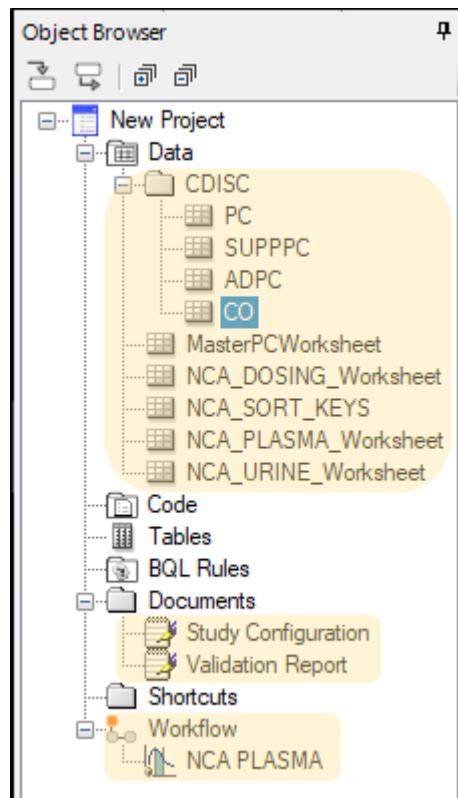 Object Browser
New Project
Data
CDISC
PC
SUPPPC
ADPC
CO
MasterPCWorksheet
NCA_DOSING_Worksheet
NCA_SORT_KEYS
NCA_PLASMA_Worksheet
NCA_URINE_Worksheet
Code
Tables
BQL Rules
Documents
Study Configuration
Validation Report
Shortcuts
Workflow
NCA PLASMA